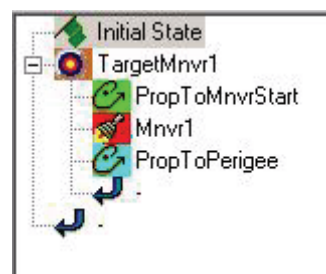 Initial State
TargetMnvr1
PropToMnvrStart
Mnvr1
PropToPerigee
-
-